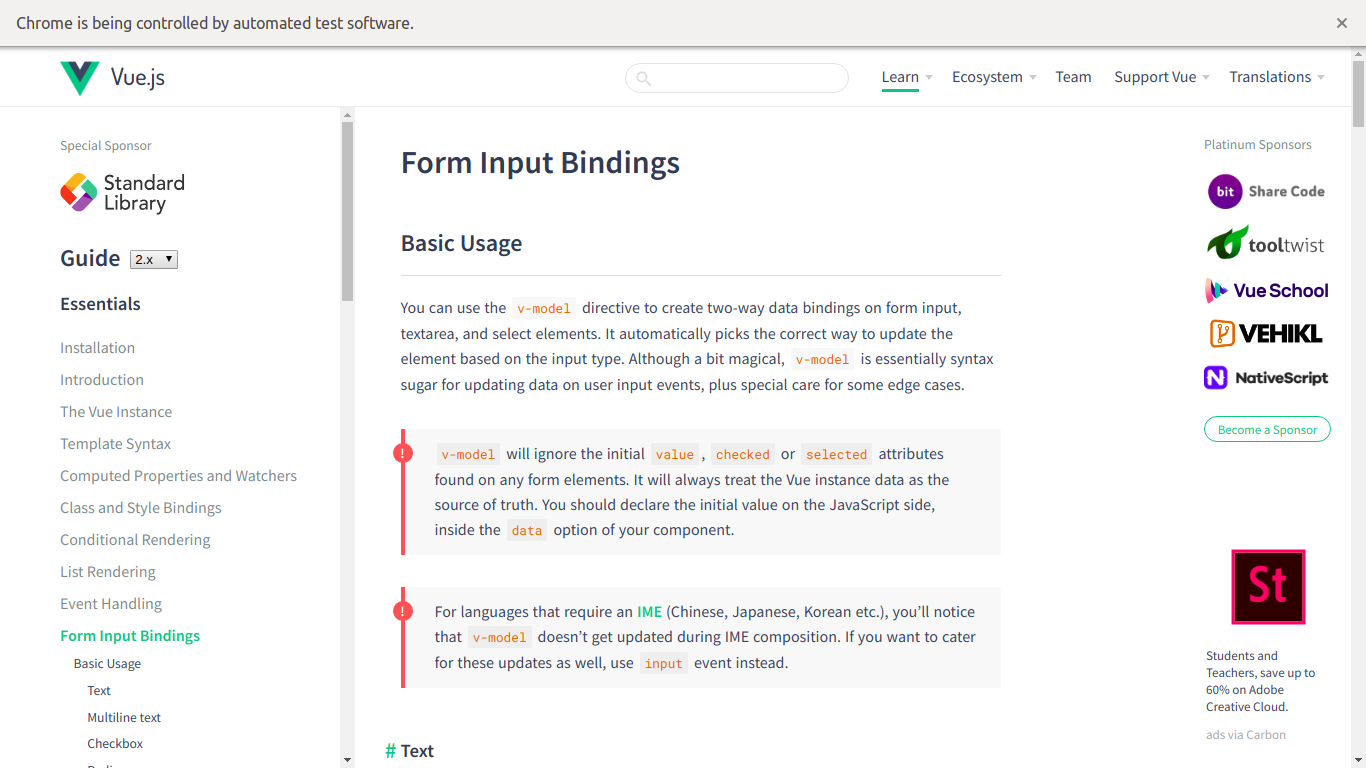 Chrome is being controlled by automated test software.
Vue.js
Learn
Ecosystem
Team
Support Vue
Translations
Special Sponsor
Standard
Library
Guide 2.x
Essentials
Installation
Introduction
The Vue Instance
Template Syntax
Computed Properties and Watchers
Class and Style Bindings
Conditional Rendering
List Rendering
Event Handling
Form Input Bindings
Basic Usage
Text
Multiline text
Checkbox
Form Input Bindings
Basic Usage
You can use the v-model directive to create two-way data bindings on form input,
textarea, and select elements. It automatically picks the correct way to update the
element based on the input type. Although a bit magical, v-model is essentially syntax
sugar for updating data on user input events, plus special care for some edge cases.
! v-model will ignore the initial value, checked or selected attributes
found on any form elements. It will always treat the Vue instance data as the
source of truth. You should declare the initial value on the JavaScript side,
inside the data option of your component.
! For languages that require an IME (Chinese, Japanese, Korean etc.), you’ll notice
that v-model doesn’t get updated during IME composition. If you want to cater
for these updates as well, use input event instead.
# Text
Platinum Sponsors
bit Share Code
tooltwist
Vue School
VEHIKL
NativeScript
Become a Sponsor
St
Students and
Teachers, save up to
60% on Adobe
Creative Cloud.
ads via Carbon